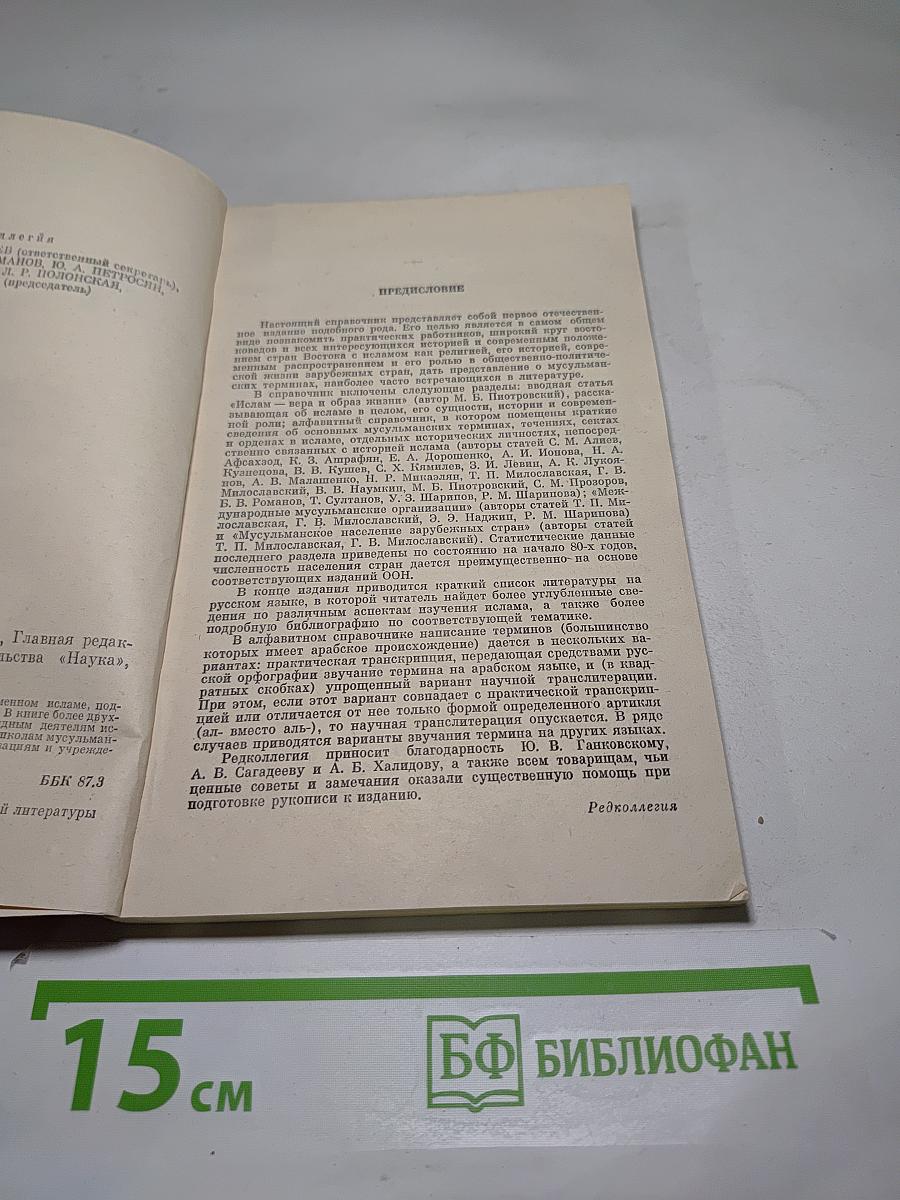 ллегия
ЕВ (ответственный секретарь),
МАНОВ, Ю. А. ПЕТРОСЯН,
Л. Р. ПОЛОНСКАЯ,
(председатель)
, Главная редак-
льства «Наука»,
менном исламе, под-
В книге более двух-
дным деятелям ис-
школам мусульман-
зациям и учрежде-
ББК 87.3
й литературы
ПРЕДИСЛОВИЕ
Настоящий справочник представляет собой первое отечествен-
ное издание подобного рода. Его целью является в самом общем
виде познакомить практических работников, широкий круг восто-
коведов и всех интересующихся историей и современным положе-
нием стран Востока с исламом как религией, его историей, совре-
менным распространением и его ролью в общественно-политиче-
ской жизни зарубежных стран, дать представление о мусульман-
ских терминах, наиболее часто встречающихся в литературе.
В справочник включены следующие разделы: вводная статья
«Ислам — вера и образ жизни» (автор М. Б. Пиотровский), расска-
зывающая об исламе в целом, его сущности, истории и современ-
ной роли; алфавитный справочник, в котором помещены краткие
сведения об основных мусульманских терминах, течениях, сектах
и орденах в исламе, отдельных исторических личностях, непосред-
ственно связанных с историей ислама (авторы статей С. М. Алиев,
Афсахзод, К. З. Ашрафян, Е. А. Дорошенко, А. И. Ионова, Н. А.
Кузнецова, В. В. Кушев, С. Х. Кямилев, З. И. Левин, А. К. Лукоя-
нов, А. В. Малашенко, Н. Р. Микаэлян, Т. П. Милославская, Г. В.
Милославский, В. В. Наумкин, М. Б. Пиотровский, С. М. Прозоров,
Б. В. Романов, Т. Султанов, У. З. Шарипов, Р. М. Шарипова); «Меж-
дународные мусульманские организации» (авторы статей Т. П. Ми-
лославская, Г. В. Милославский, Э. Э. Наджип, Р. М. Шарипова)
и «Мусульманское население зарубежных стран» (авторы статей
Т. П. Милославская, Г. В. Милославский). Статистические данные
последнего раздела приведены по состоянию на начало 80-х годов,
численность населения стран дается преимущественно на основе
соответствующих изданий ООН.
В конце издания приводится краткий список литературы на
русском языке, в которой читатель найдет более углубленные све-
дения по различным аспектам изучения ислама, а также более
подробную библиографию по соответствующей тематике.
В алфавитном справочнике написание терминов (большинство
которых имеет арабское происхождение) дается в нескольких ва-
риантах: практическая транскрипция, передающая средствами рус-
ской орфографии звучание термина на арабском языке, и (в квад-
ратных скобках) упрощенный вариант научной транслитерации.
При этом, если этот вариант совпадает с практической транскрип-
цией или отличается от нее только формой определенного артикля
(ал- вместо аль-), то научная транслитерация опускается. В ряде
случаев приводятся варианты звучания термина на других языках.
Редколлегия приносит благодарность Ю. В. Ганковскому,
А. В. Сагадееву и А. Б. Халидову, а также всем товарищам, чьи
ценные советы и замечания оказали существенную помощь при
подготовке рукописи к изданию.
Редколлегия
15 см
БФ БИБЛИОФАН